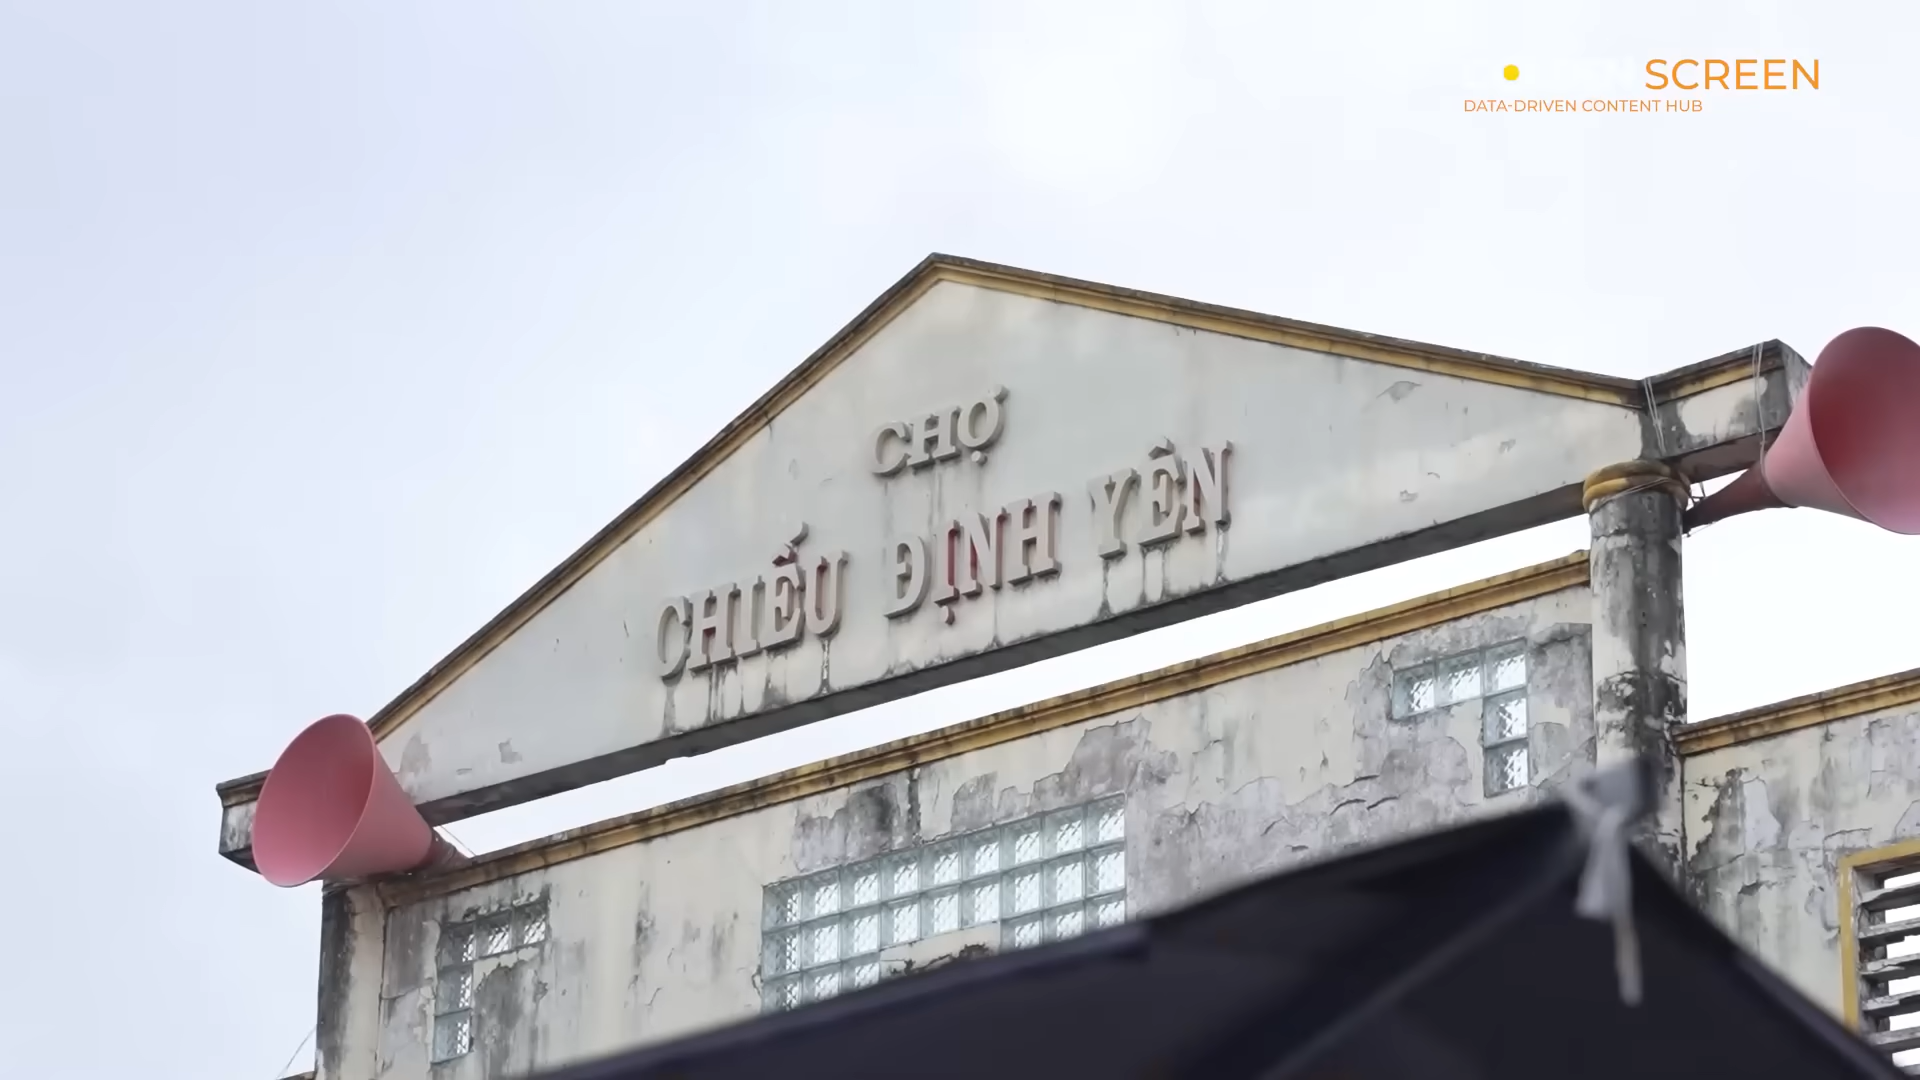 SCREEN
DATA-DRIVEN CONTENT HUB
CHỢ
CHIẾU ĐỊNH YÊN